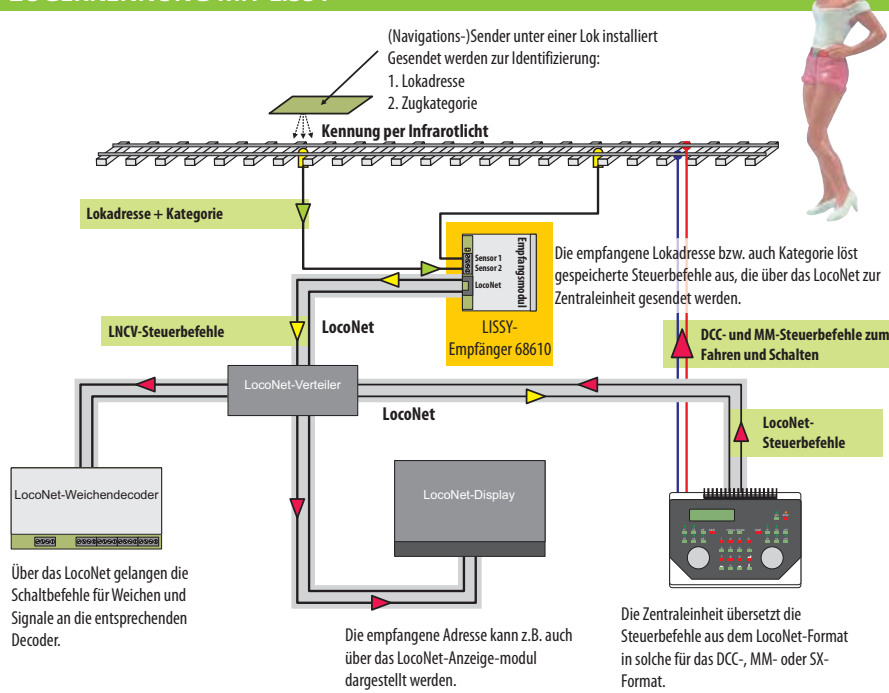 (Navigations-)Sender unter einer Lok installiert
Gesendet werden zur Identifizierung:
1. Lokadresse
2. Zugkategorie
Kennung per Infrarotlicht
Lokadresse + Kategorie
Sensor 1
Sensor 2
LocoNet
Empfangsmodul
LISSY-
Empfänger 68610
Die empfangene Lokadresse bzw. auch Kategorie löst
gespeicherte Steuerbefehle aus, die über das LocoNet zur
Zentraleinheit gesendet werden.
LNCV-Steuerbefehle
LocoNet
DCC- und MM-Steuerbefehle zum
Fahren und Schalten
LocoNet-Verteiler
LocoNet
LocoNet-
Steuerbefehle
LocoNet-Weichendecoder
LocoNet-Display
Über das LocoNet gelangen die
Schaltbefehle für Weichen und
Signale an die entsprechenden
Decoder.
Die empfangene Adresse kann z.B. auch
über das LocoNet-Anzeige-modul
dargestellt werden.
Die Zentraleinheit übersetzt die
Steuerbefehle aus dem LocoNet-Format
in solche für das DCC-, MM- oder SX-
Format.